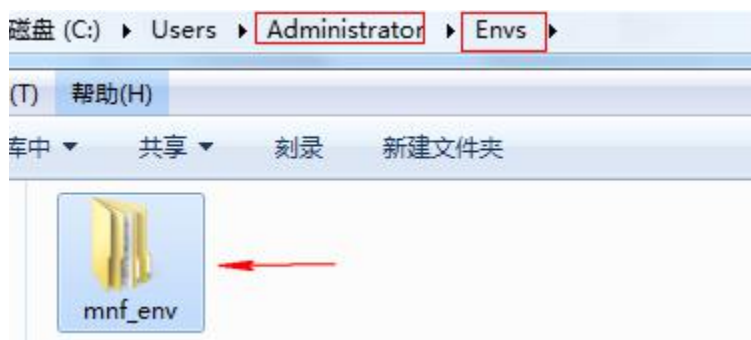 磁盘 (C:) ▸ Users ▸ Administrator ▸ Envs ▸
(T) 帮助(H)
库中 ▾ 共享 ▾ 刻录 新建文件夹
mnf_env